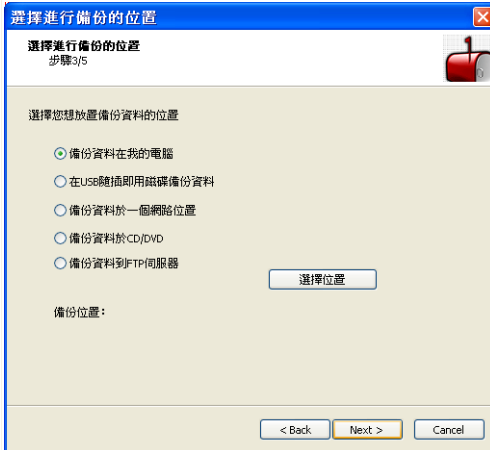 選擇進行備份的位置
選擇進行備份的位置
步驟3/5
選擇您想放置備份資料的位置
備份資料在我的電腦
在USB隨插即用磁碟備份資料
備份資料於一個網路位置
備份資料於CD/DVD
備份資料到FTP伺服器
選擇位置
備份位置：
< Back
Next >
Cancel